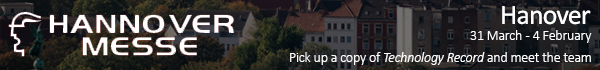 HANNOVER
MESSE
Hanover
31 March - 4 February
Pick up a copy of Technology Record and meet the team